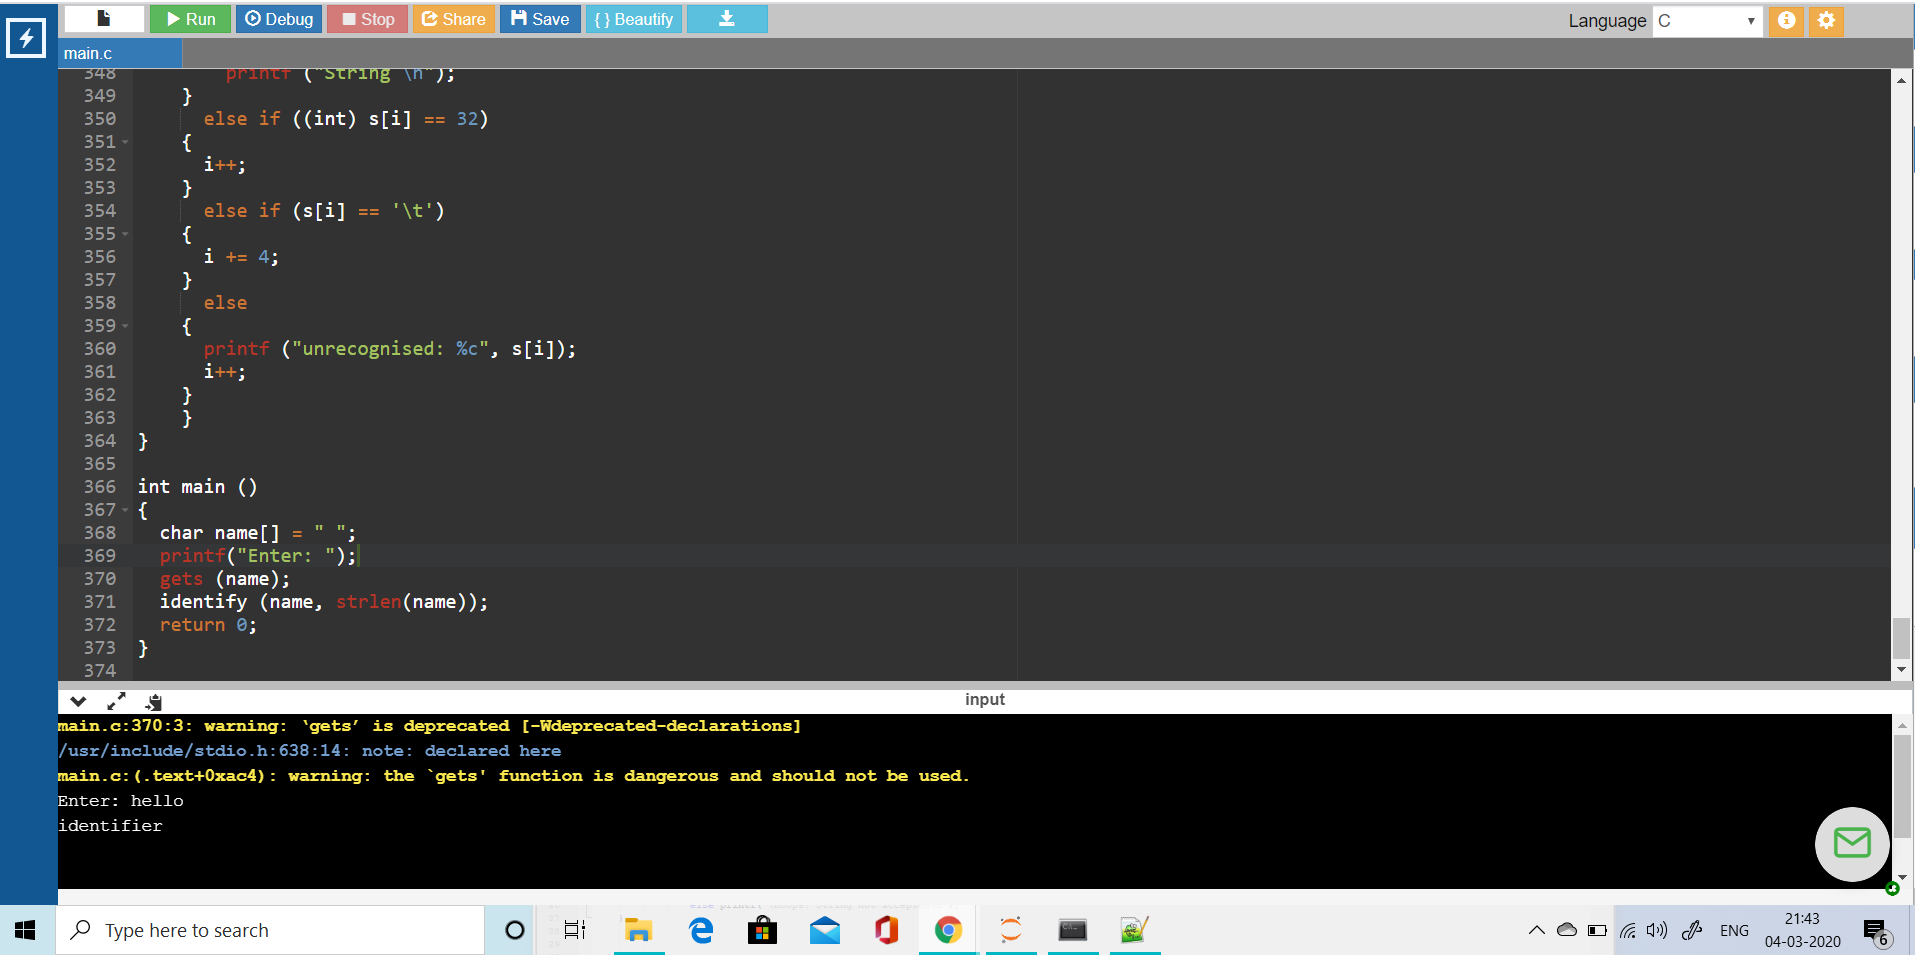 Run Debug Stop Share Save { } Beautify Language C
main.c
348 printf ("String \n");
349 }
350 else if ((int) s[i] == 32)
351 {
352 i++;
353 }
354 else if (s[i] == '\t')
355 {
356 i += 4;
357 }
358 else
359 {
360 printf ("unrecognised: %c", s[i]);
361 i++;
362 }
363 }
364 }
365
366 int main ()
367 {
368 char name[] = " ";
369 printf("Enter: ");
370 gets (name);
371 identify (name, strlen(name));
372 return 0;
373 }
374
input
main.c:370:3: warning: ‘gets’ is deprecated [-Wdeprecated-declarations]
/usr/include/stdio.h:638:14: note: declared here
main.c:(.text+0xac4): warning: the `gets' function is dangerous and should not be used.
Enter: hello
identifier
Type here to search
ENG
21:43
04-03-2020
6